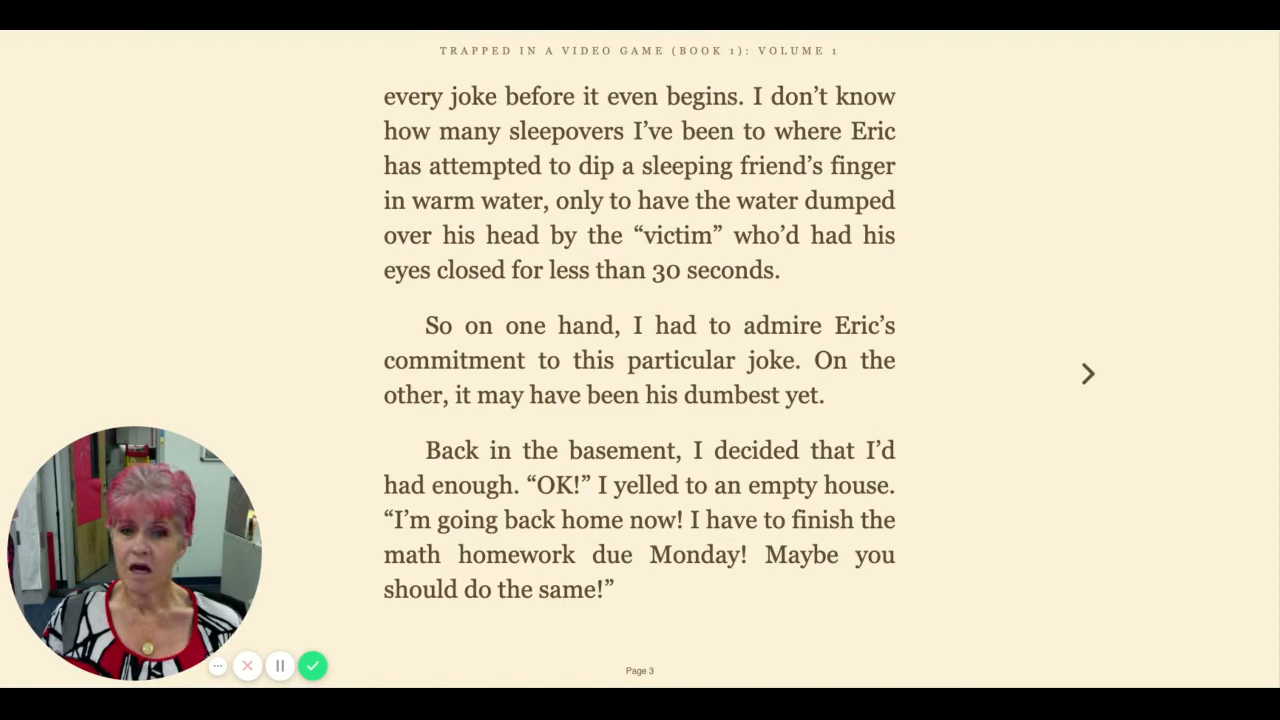 TRAPPED IN A VIDEO GAME (BOOK 1): VOLUME 1
every joke before it even begins. I don’t know
how many sleepovers I’ve been to where Eric
has attempted to dip a sleeping friend’s finger
in warm water, only to have the water dumped
over his head by the “victim” who’d had his
eyes closed for less than 30 seconds.
So on one hand, I had to admire Eric’s
commitment to this particular joke. On the
other, it may have been his dumbest yet.
Back in the basement, I decided that I’d
had enough. “OK!” I yelled to an empty house.
“I’m going back home now! I have to finish the
math homework due Monday! Maybe you
should do the same!”
Page 3